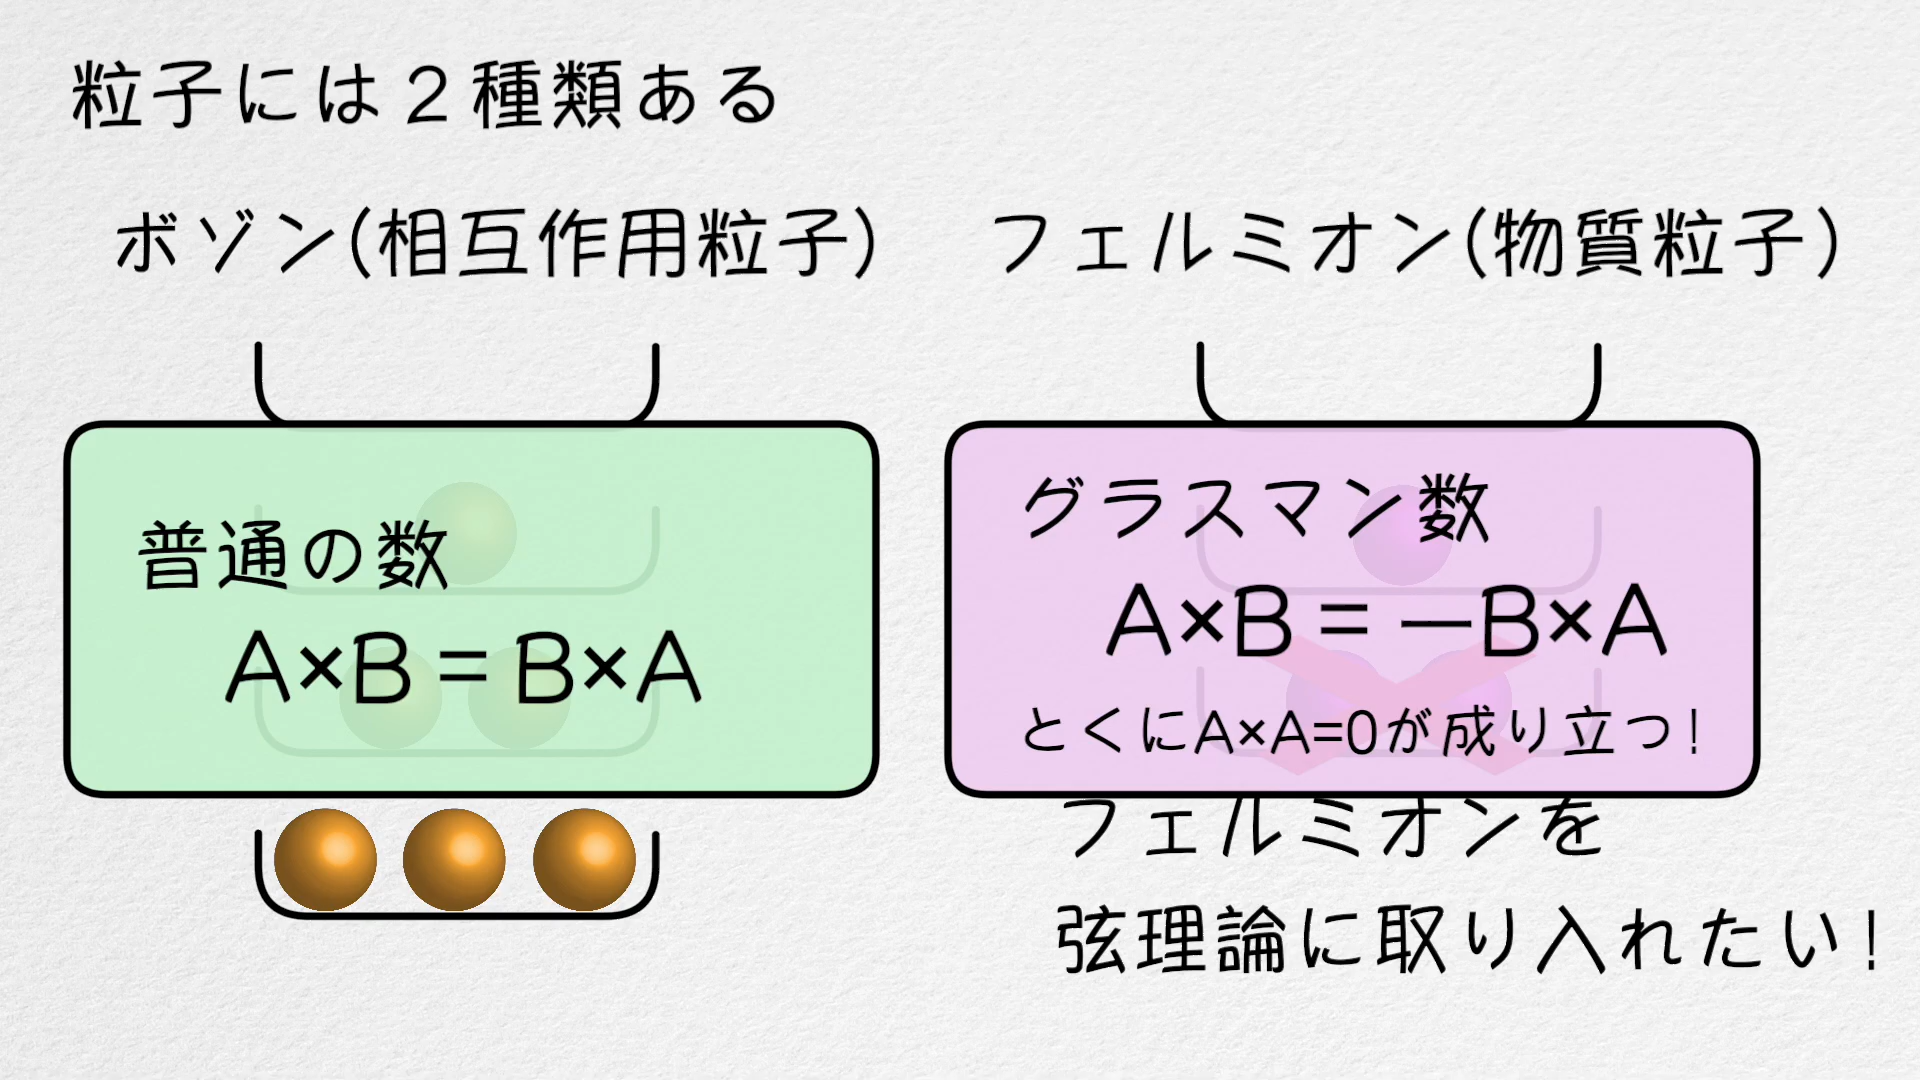 粒子には２種類ある
ボゾン(相互作用粒子)
フェルミオン(物質粒子)
普通の数
A×B = B×A
グラスマン数
A×B = −B×A
とくにA×A=0が成り立つ！
フェルミオンを
弦理論に取り入れたい！